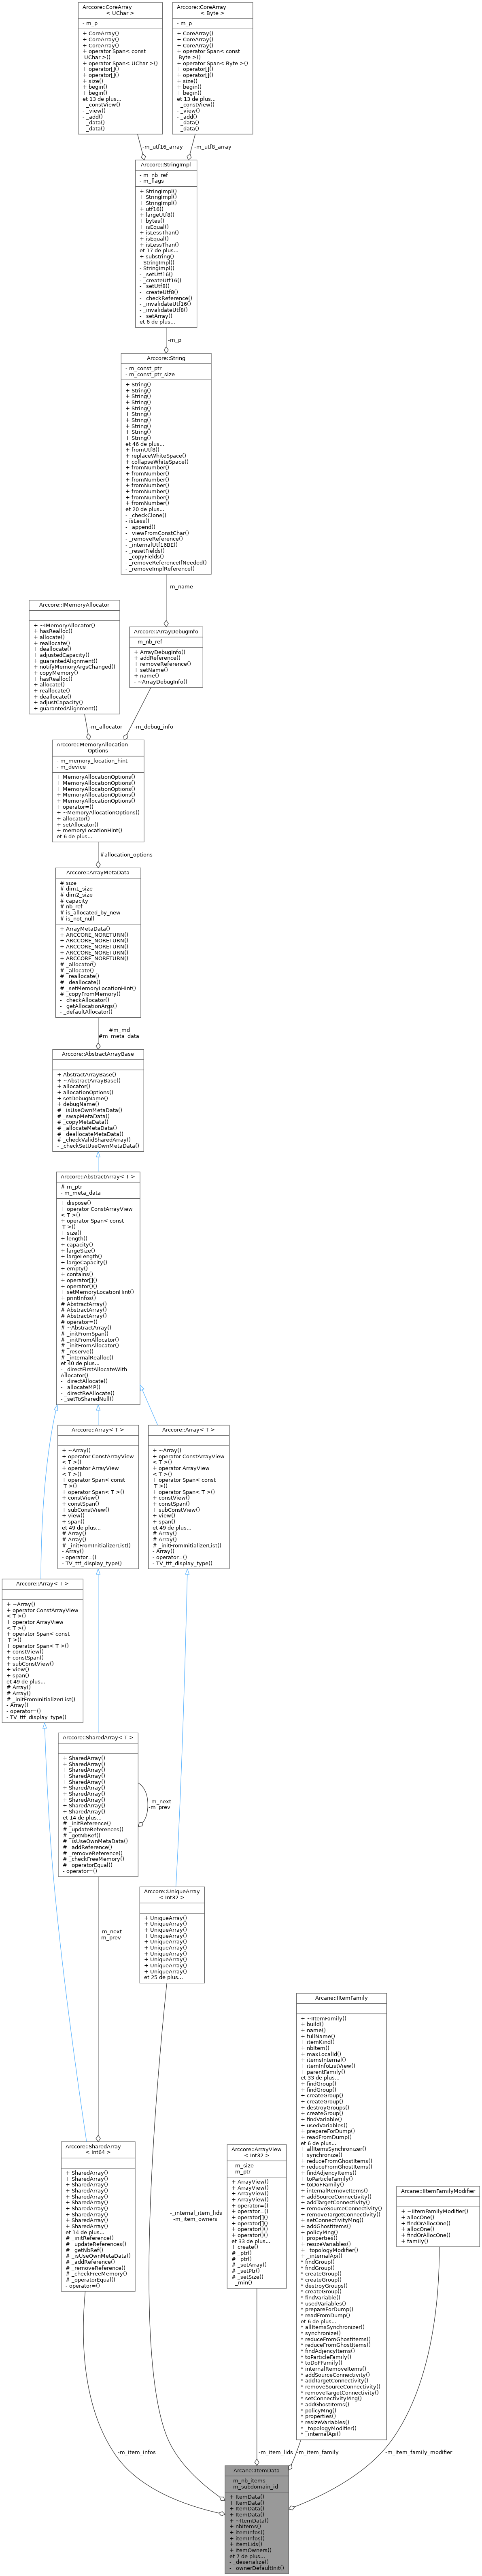 Arccore::CoreArray
< UChar >
- m_p
+ CoreArray()
+ CoreArray()
+ CoreArray()
+ operator Span< const
UChar >()
+ operator Span< UChar >()
+ operator[]()
+ operator[]()
+ size()
+ begin()
+ begin()
et 13 de plus...
- _constView()
- _view()
- _add()
- _data()
- _data()
Arccore::CoreArray
< Byte >
- m_p
+ CoreArray()
+ CoreArray()
+ CoreArray()
+ operator Span< const
Byte >()
+ operator Span< Byte >()
+ operator[]()
+ operator[]()
+ size()
+ begin()
+ begin()
et 13 de plus...
- _constView()
- _view()
- _add()
- _data()
- _data()
-m_utf16_array
-m_utf8_array
Arccore::StringImpl
- m_nb_ref
- m_flags
+ StringImpl()
+ StringImpl()
+ StringImpl()
+ utf16()
+ largeUtf8()
+ bytes()
+ isEqual()
+ isLessThan()
+ isEqual()
+ isLessThan()
et 17 de plus...
+ substring()
- StringImpl()
- StringImpl()
- _setUtf16()
- _createUtf16()
- _setUtf8()
- _createUtf8()
- _checkReference()
- _invalidateUtf16()
- _invalidateUtf8()
- _setArray()
et 6 de plus...
-m_p
Arccore::String
- m_const_ptr
- m_const_ptr_size
+ String()
+ String()
+ String()
+ String()
+ String()
+ String()
+ String()
+ String()
+ String()
+ String()
et 46 de plus...
+ fromUtf8()
+ replaceWhiteSpace()
+ collapseWhiteSpace()
+ fromNumber()
+ fromNumber()
+ fromNumber()
+ fromNumber()
+ fromNumber()
+ fromNumber()
+ fromNumber()
et 20 de plus...
- _checkClone()
- isLess()
- _append()
- _viewFromConstChar()
- _removeReference()
- _internalUtf16BE()
- _resetFields()
- _copyFields()
- _removeReferenceIfNeeded()
- _removeImplReference()
-m_name
Arccore::IMemoryAllocator
+ ~IMemoryAllocator()
+ hasRealloc()
+ allocate()
+ reallocate()
+ deallocate()
+ adjustedCapacity()
+ guarantedAlignment()
+ notifyMemoryArgsChanged()
+ copyMemory()
+ hasRealloc()
+ allocate()
+ reallocate()
+ deallocate()
+ adjustCapacity()
+ guarantedAlignment()
Arccore::ArrayDebugInfo
- m_nb_ref
+ ArrayDebugInfo()
+ addReference()
+ removeReference()
+ setName()
+ name()
- ~ArrayDebugInfo()
-m_allocator
-m_debug_info
Arccore::MemoryAllocation
Options
- m_memory_location_hint
- m_device
+ MemoryAllocationOptions()
+ MemoryAllocationOptions()
+ MemoryAllocationOptions()
+ MemoryAllocationOptions()
+ MemoryAllocationOptions()
+ operator=()
+ ~MemoryAllocationOptions()
+ allocator()
+ setAllocator()
+ memoryLocationHint()
et 6 de plus...
#allocation_options
Arccore::ArrayMetaData
# size
# dim1_size
# dim2_size
# capacity
# nb_ref
# is_allocated_by_new
# is_not_null
+ ArrayMetaData()
+ ARCCORE_NORETURN()
+ ARCCORE_NORETURN()
+ ARCCORE_NORETURN()
+ ARCCORE_NORETURN()
+ ARCCORE_NORETURN()
# _allocator()
# _allocate()
# _reallocate()
# _deallocate()
# _setMemoryLocationHint()
# _copyFromMemory()
- _checkAllocator()
- _getAllocationArgs()
- _defaultAllocator()
#m_md
#m_meta_data
Arccore::AbstractArrayBase
+ AbstractArrayBase()
+ ~AbstractArrayBase()
+ allocator()
+ allocationOptions()
+ setDebugName()
+ debugName()
# _isUseOwnMetaData()
# _swapMetaData()
# _copyMetaData()
# _allocateMetaData()
# _deallocateMetaData()
# _checkValidSharedArray()
- _checkSetUseOwnMetaData()
Arccore::AbstractArray< T >
# m_ptr
- m_meta_data
+ dispose()
+ operator ConstArrayView
< T >()
+ operator Span< const
T >()
+ size()
+ length()
+ capacity()
+ largeSize()
+ largeLength()
+ largeCapacity()
+ empty()
+ contains()
+ operator[]()
+ operator()()
+ setMemoryLocationHint()
+ printInfos()
# AbstractArray()
# AbstractArray()
# AbstractArray()
# operator=()
# ~AbstractArray()
# _initFromSpan()
# _initFromAllocator()
# _initFromAllocator()
# _reserve()
# _internalRealloc()
et 40 de plus...
- _directFirstAllocateWith
Allocator()
- _directAllocate()
- _allocateMP()
- _directReAllocate()
- _setToSharedNull()
Arccore::Array< T >
+ ~Array()
+ operator ConstArrayView
< T >()
+ operator ArrayView
< T >()
+ operator Span< const
T >()
+ operator Span< T >()
+ constView()
+ constSpan()
+ subConstView()
+ view()
+ span()
et 49 de plus...
# Array()
# Array()
# _initFromInitializerList()
- Array()
- operator=()
- TV_ttf_display_type()
Arccore::Array< T >
+ ~Array()
+ operator ConstArrayView
< T >()
+ operator ArrayView
< T >()
+ operator Span< const
T >()
+ operator Span< T >()
+ constView()
+ constSpan()
+ subConstView()
+ view()
+ span()
et 49 de plus...
# Array()
# Array()
# _initFromInitializerList()
- Array()
- operator=()
- TV_ttf_display_type()
Arccore::Array< T >
+ ~Array()
+ operator ConstArrayView
< T >()
+ operator ArrayView
< T >()
+ operator Span< const
T >()
+ operator Span< T >()
+ constView()
+ constSpan()
+ subConstView()
+ view()
+ span()
et 49 de plus...
# Array()
# Array()
# _initFromInitializerList()
- Array()
- operator=()
- TV_ttf_display_type()
Arccore::SharedArray< T >
+ SharedArray()
+ SharedArray()
+ SharedArray()
+ SharedArray()
+ SharedArray()
+ SharedArray()
+ SharedArray()
+ SharedArray()
+ SharedArray()
+ SharedArray()
et 14 de plus...
# _initReference()
# _updateReferences()
# _getNbRef()
# _isUseOwnMetaData()
# _addReference()
# _removeReference()
# _checkFreeMemory()
# _operatorEqual()
- operator=()
-m_next
-m_prev
Arccore::UniqueArray
< Int32 >
+ UniqueArray()
+ UniqueArray()
+ UniqueArray()
+ UniqueArray()
+ UniqueArray()
+ UniqueArray()
+ UniqueArray()
+ UniqueArray()
+ UniqueArray()
+ UniqueArray()
et 25 de plus...
-m_next
-m_prev
Arcane::IItemFamily
+ ~IItemFamily()
+ build()
+ name()
+ fullName()
+ itemKind()
+ nbItem()
+ maxLocalId()
+ itemsInternal()
+ itemInfoListView()
+ parentFamily()
et 33 de plus...
+ findGroup()
+ findGroup()
+ createGroup()
+ createGroup()
+ destroyGroups()
+ createGroup()
+ findVariable()
+ usedVariables()
+ prepareForDump()
+ readFromDump()
et 6 de plus...
+ allItemsSynchronizer()
+ synchronize()
+ reduceFromGhostItems()
+ reduceFromGhostItems()
+ findAdjencyItems()
+ toParticleFamily()
+ toDoFFamily()
+ internalRemoveItems()
+ addSourceConnectivity()
+ addTargetConnectivity()
+ removeSourceConnectivity()
+ removeTargetConnectivity()
+ setConnectivityMng()
+ addGhostItems()
+ policyMng()
+ properties()
+ resizeVariables()
+ _topologyModifier()
+ _internalApi()
* findGroup()
* findGroup()
* createGroup()
* createGroup()
* destroyGroups()
* createGroup()
* findVariable()
* usedVariables()
* prepareForDump()
* readFromDump()
et 6 de plus...
* allItemsSynchronizer()
* synchronize()
* reduceFromGhostItems()
* reduceFromGhostItems()
* findAdjencyItems()
* toParticleFamily()
* toDoFFamily()
* internalRemoveItems()
* addSourceConnectivity()
* addTargetConnectivity()
* removeSourceConnectivity()
* removeTargetConnectivity()
* setConnectivityMng()
* addGhostItems()
* policyMng()
* properties()
* resizeVariables()
* _topologyModifier()
* _internalApi()
Arccore::SharedArray
< Int64 >
+ SharedArray()
+ SharedArray()
+ SharedArray()
+ SharedArray()
+ SharedArray()
+ SharedArray()
+ SharedArray()
+ SharedArray()
+ SharedArray()
+ SharedArray()
et 14 de plus...
# _initReference()
# _updateReferences()
# _getNbRef()
# _isUseOwnMetaData()
# _addReference()
# _removeReference()
# _checkFreeMemory()
# _operatorEqual()
- operator=()
-_internal_item_lids
-m_item_owners
Arccore::ArrayView
< Int32 >
- m_size
- m_ptr
+ ArrayView()
+ ArrayView()
+ ArrayView()
+ ArrayView()
+ operator=()
+ operator=()
+ operator[]()
+ operator[]()
+ operator()()
+ operator()()
et 33 de plus...
+ create()
# _ptr()
# _ptr()
# _setArray()
# _setPtr()
# _setSize()
- _min()
Arcane::IItemFamilyModifier
+ ~IItemFamilyModifier()
+ allocOne()
+ findOrAllocOne()
+ allocOne()
+ findOrAllocOne()
+ family()
-m_item_infos
-m_item_lids
-m_item_family
-m_item_family_modifier
Arcane::ItemData
- m_nb_items
- m_subdomain_id
+ ItemData()
+ ItemData()
+ ItemData()
+ ItemData()
+ ~ItemData()
+ nbItems()
+ itemInfos()
+ itemInfos()
+ itemLids()
+ itemOwners()
et 7 de plus...
- _deserialize()
- _ownerDefaultInit()